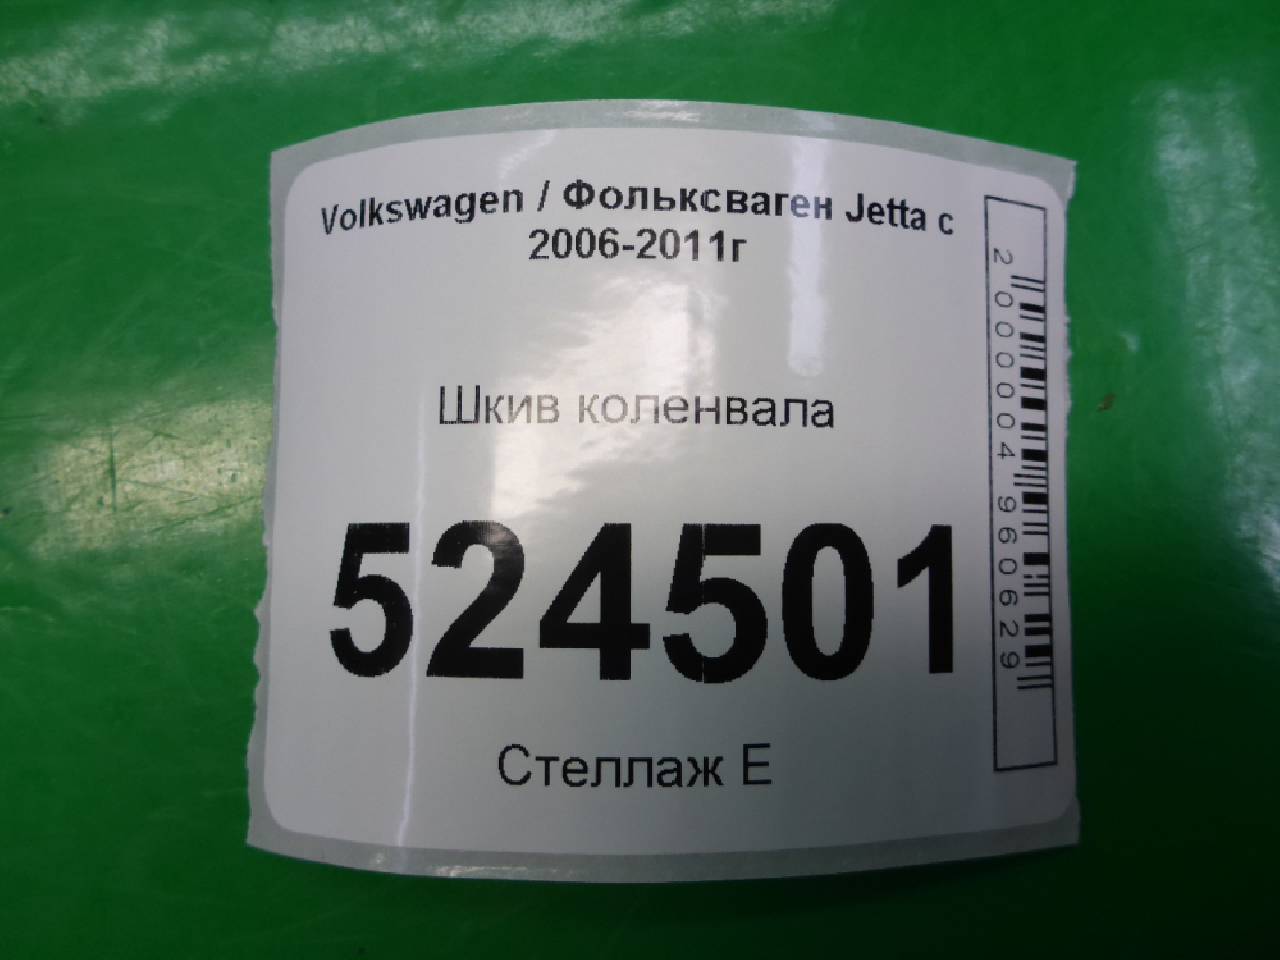 Volkswagen / Фольксваген Jetta с
2006-2011г
Шкив коленвала
524501
Стеллаж Е
2000004960629